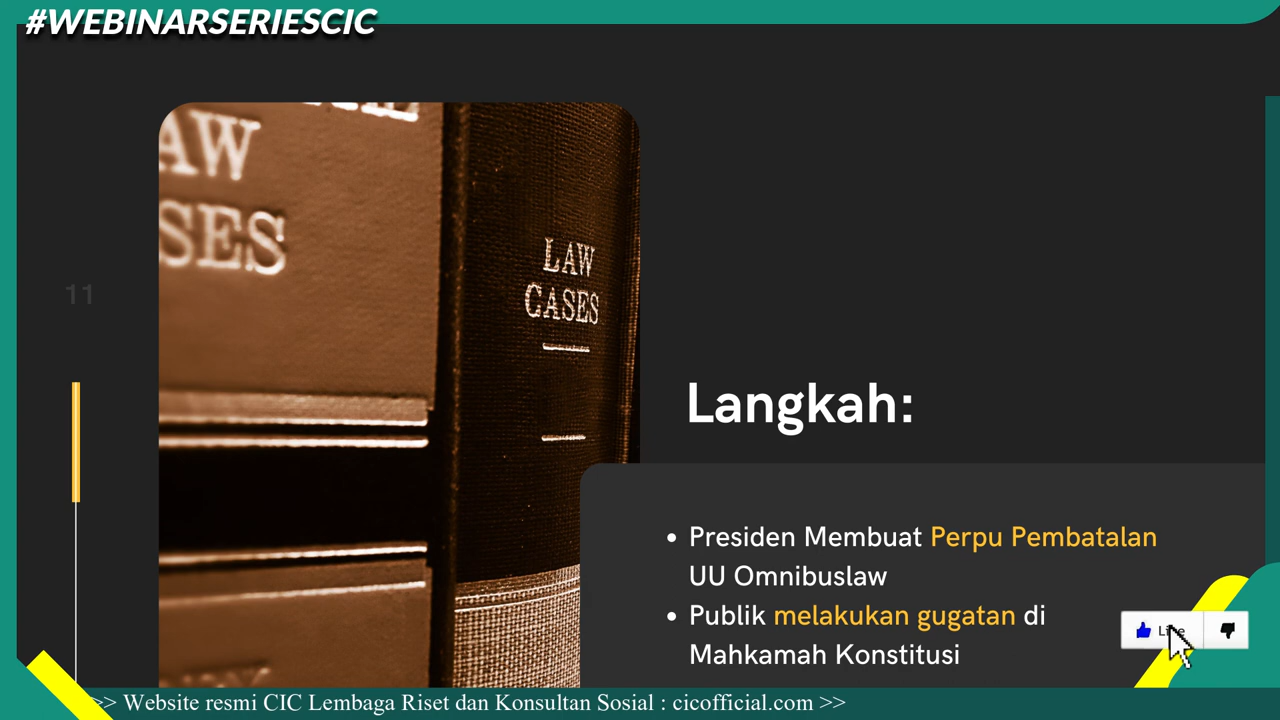 #WEBINARSERIESCIC
AW
SES
LAW
CASES
11
Langkah:
• Presiden Membuat Perpu Pembatalan
UU Omnibuslaw
• Publik melakukan gugatan di
Mahkamah Konstitusi
>> Website resmi CIC Lembaga Riset dan Konsultan Sosial : cicofficial.com >>